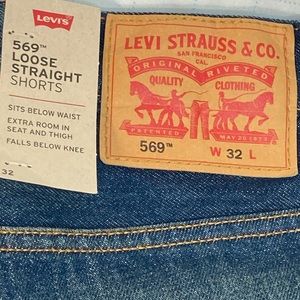 Levi's
569™
LOOSE
STRAIGHT
SHORTS
SITS BELOW WAIST
EXTRA ROOM IN
SEAT AND THIGH
FALLS BELOW KNEE
32
LEVI STRAUSS & CO.
SAN FRANCISCO
CAL.
ORIGINAL RIVETED
QUALITY CLOTHING
PATENTED MAY 20 1873
569™ W 32 L